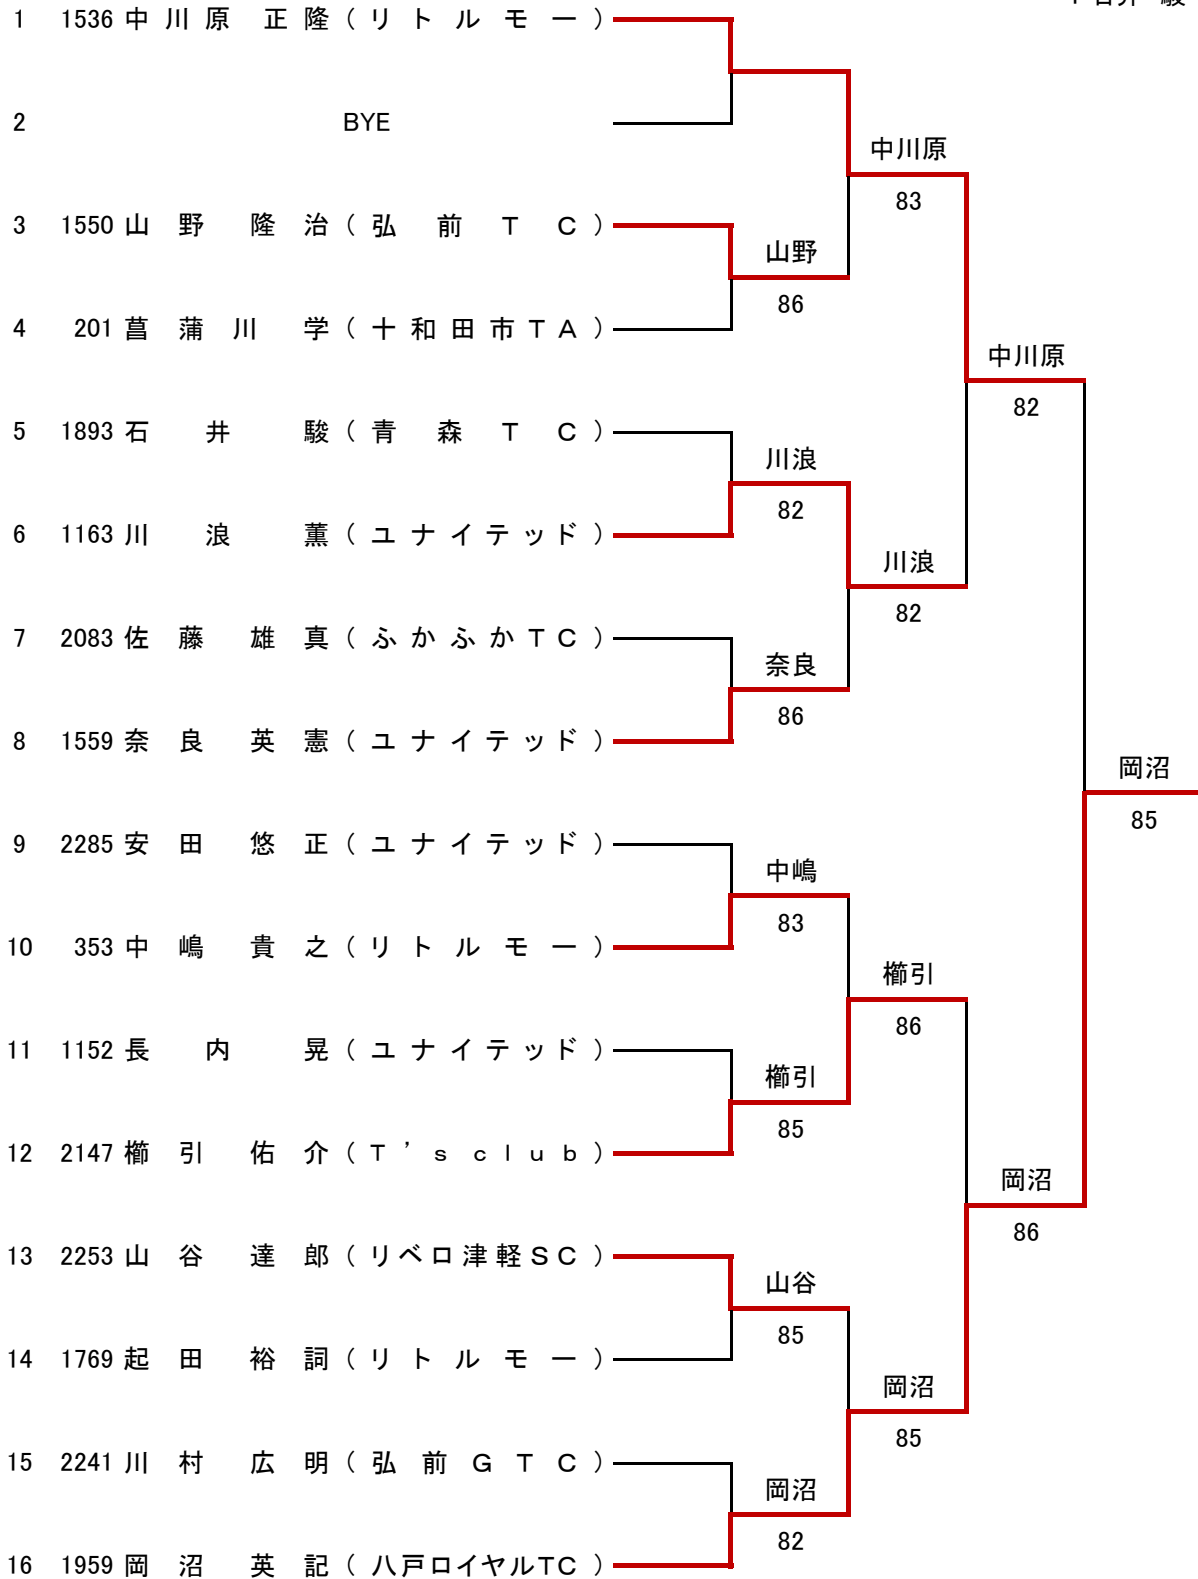 1 1536 中川原 正隆 (リトルモー)
2 BYE
中川原
83
3 1550 山野 隆治 (弘前TC)
山野
86
4 201 菖蒲川 学 (十和田市TA)
中川原
82
5 1893 石井 駿 (青森TC)
川浪
82
6 1163 川浪 薫 (ユナイテッド)
川浪
82
7 2083 佐藤 雄真 (ふかふかTC)
奈良
86
8 1559 奈良 英憲 (ユナイテッド)
岡沼
85
9 2285 安田 悠正 (ユナイテッド)
中嶋
83
10 353 中嶋 貴之 (リトルモー)
櫛引
86
11 1152 長内 晃 (ユナイテッド)
櫛引
85
12 2147 櫛引 佑介 (T’sclub)
岡沼
86
13 2253 山谷 達郎 (リベロ津軽SC)
山谷
85
14 1769 起田 裕詞 (リトルモー)
岡沼
85
15 2241 川村 広明 (弘前GTC)
岡沼
82
16 1959 岡沼 英記 (八戸ロイヤルTC)